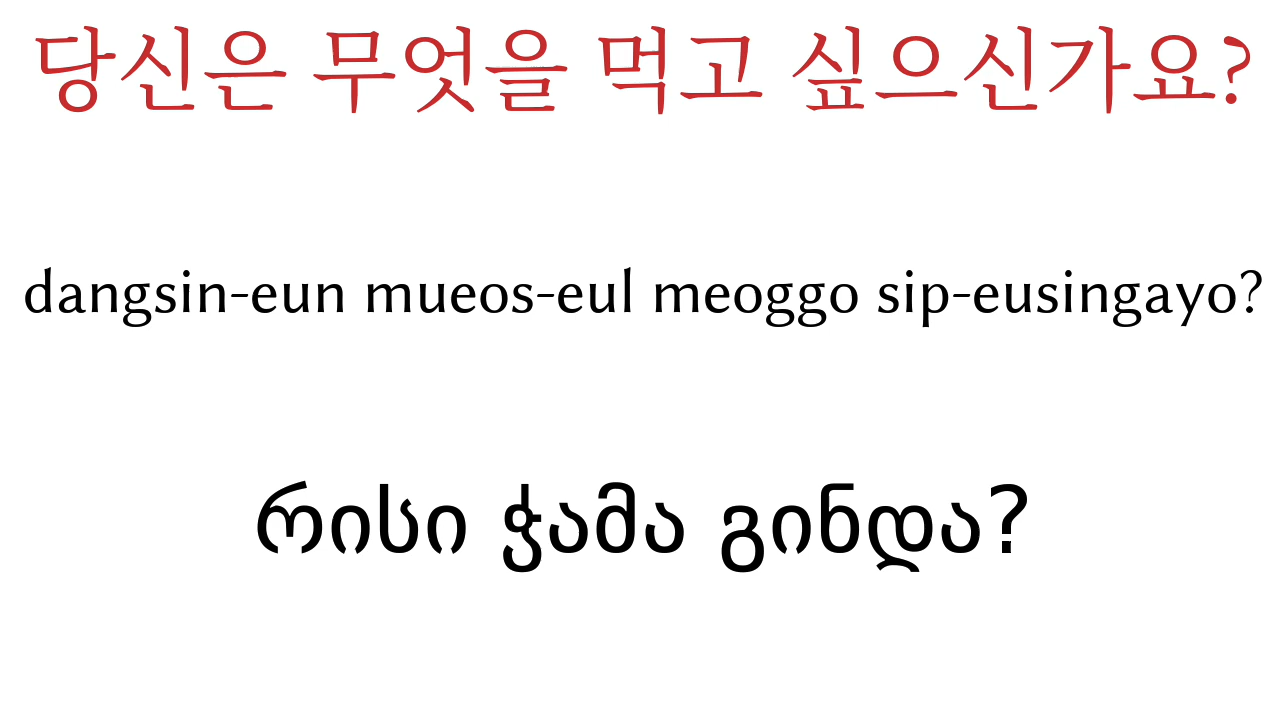 당신은 무엇을 먹고 싶으신가요?
dangsin-eun mueos-eul meoggo sip-eusingayo?
რისი ჭამა გინდა?